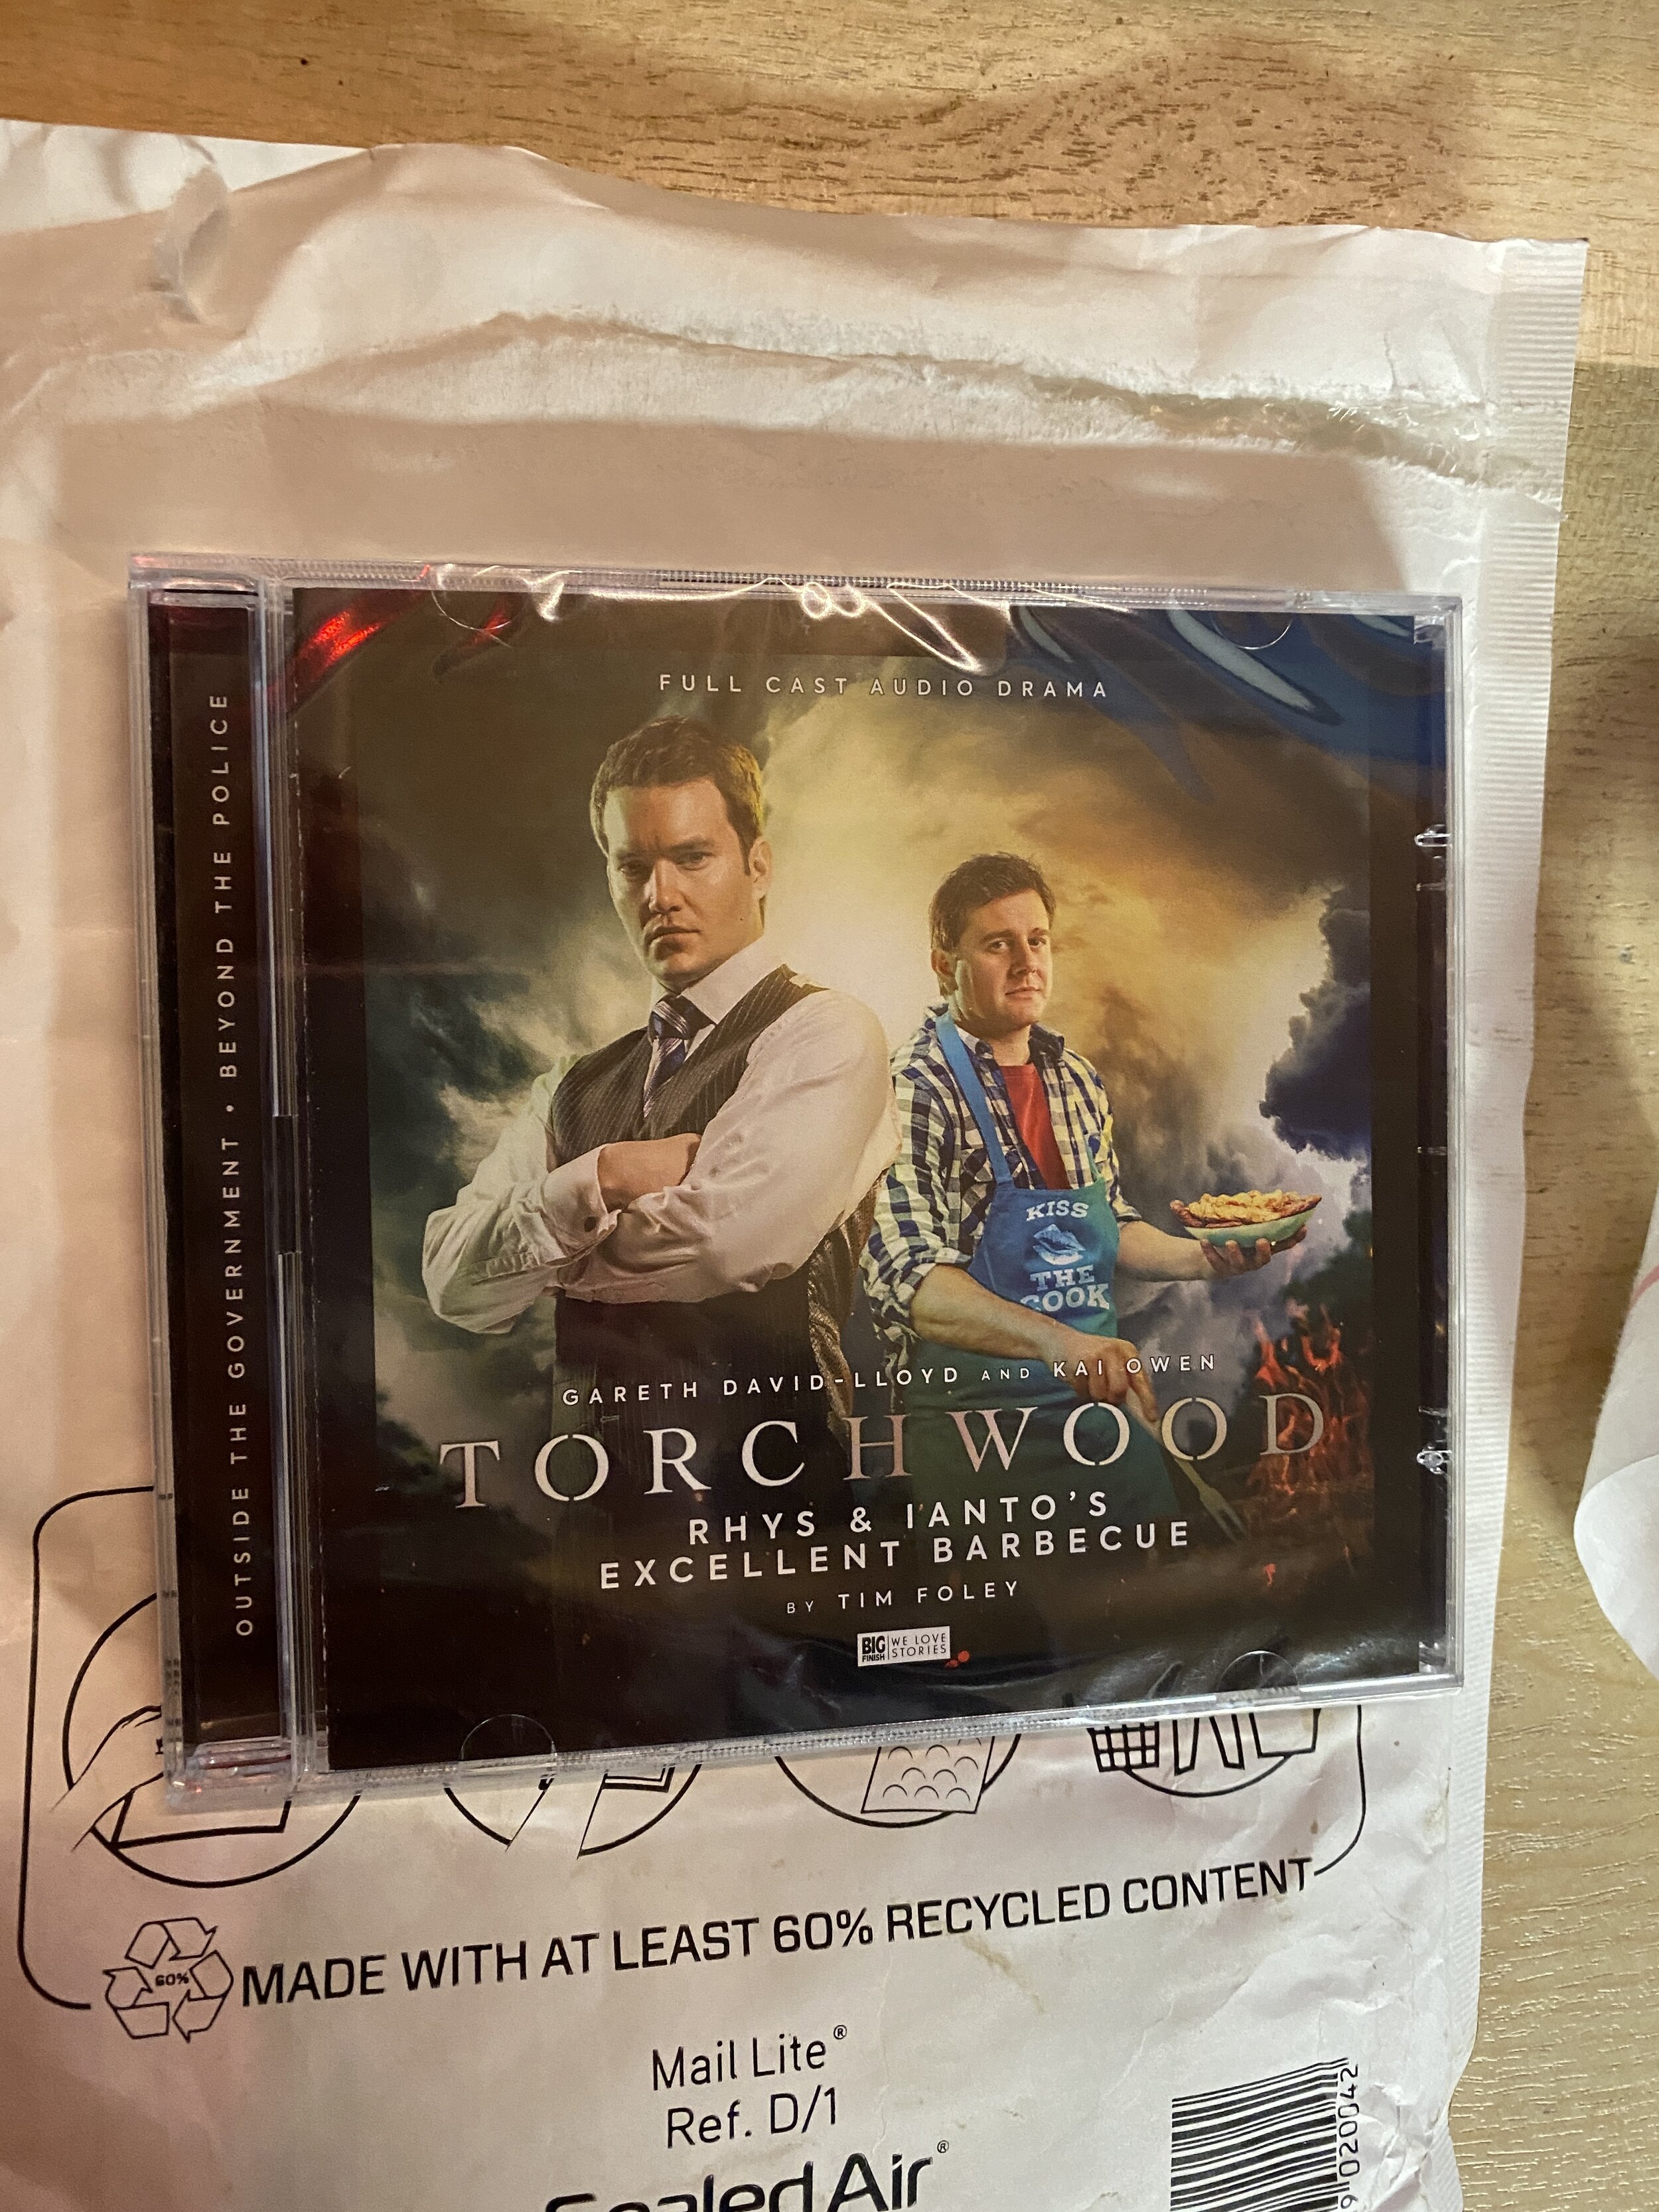 OUTSIDE THE GOVERNMENT • BEYOND THE POLICE
FULL CAST AUDIO DRAMA
KISS
THE
COOK
GARETH DAVID-LLOYD AND KAI OWEN
TORCHWOOD
RHYS & IANTO'S
EXCELLENT BARBECUE
BY TIM FOLEY
BIG FINISH
WE LOVE
STORIES
60%
MADE WITH AT LEAST 60% RECYCLED CONTENT
Mail Lite®
Ref. D/1
Sealed Air®
020042